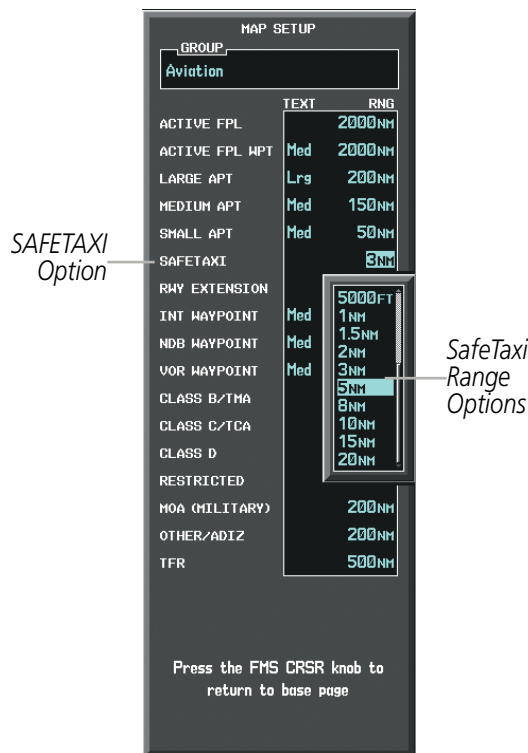 MAP SETUP
GROUP
Aviation
TEXT RNG
ACTIVE FPL 2000NM
ACTIVE FPL WPT Med 2000NM
LARGE APT Lrg 200NM
MEDIUM APT Med 150NM
SMALL APT Med 50NM
SAFETAXI 3NM
RWY EXTENSION
INT WAYPOINT Med
NDB WAYPOINT Med
VOR WAYPOINT Med
CLASS B/TMA
CLASS C/TCA
CLASS D
RESTRICTED
MOA (MILITARY) 200NM
OTHER/ADIZ 200NM
TFR 500NM
5000FT
1NM
1.5NM
2NM
3NM
5NM
8NM
10NM
15NM
20NM
SAFETAXI
Option
SafeTaxi
Range
Options
Press the FMS CRSR knob to
return to base page